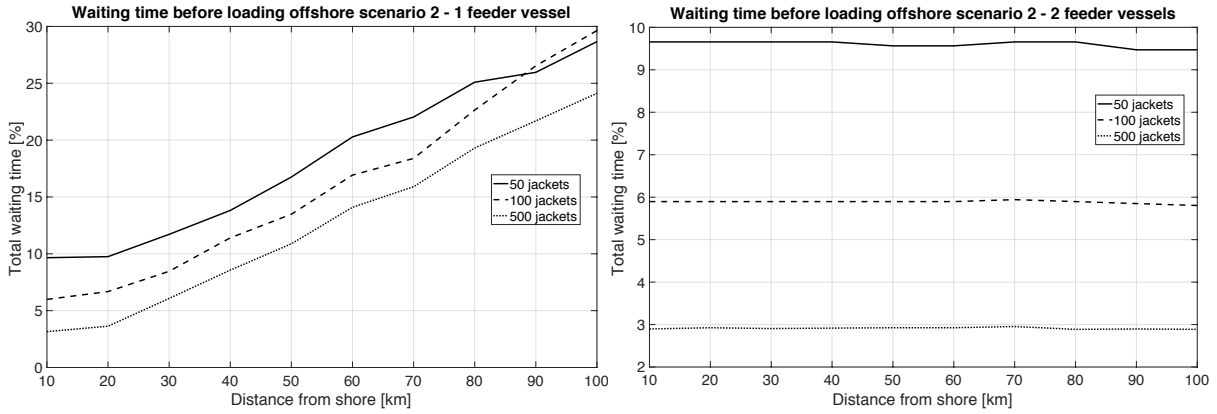 Waiting time before loading offshore scenario 2 - 1 feeder vessel
30
25
20
15
10
5
0
Total waiting time [%]
50 jackets
100 jackets
500 jackets
10 20 30 40 50 60 70 80 90 100
Distance from shore [km]
Waiting time before loading offshore scenario 2 - 2 feeder vessels
10
9
8
7
6
5
4
3
2
Total waiting time [%]
50 jackets
100 jackets
500 jackets
10 20 30 40 50 60 70 80 90 100
Distance from shore [km]